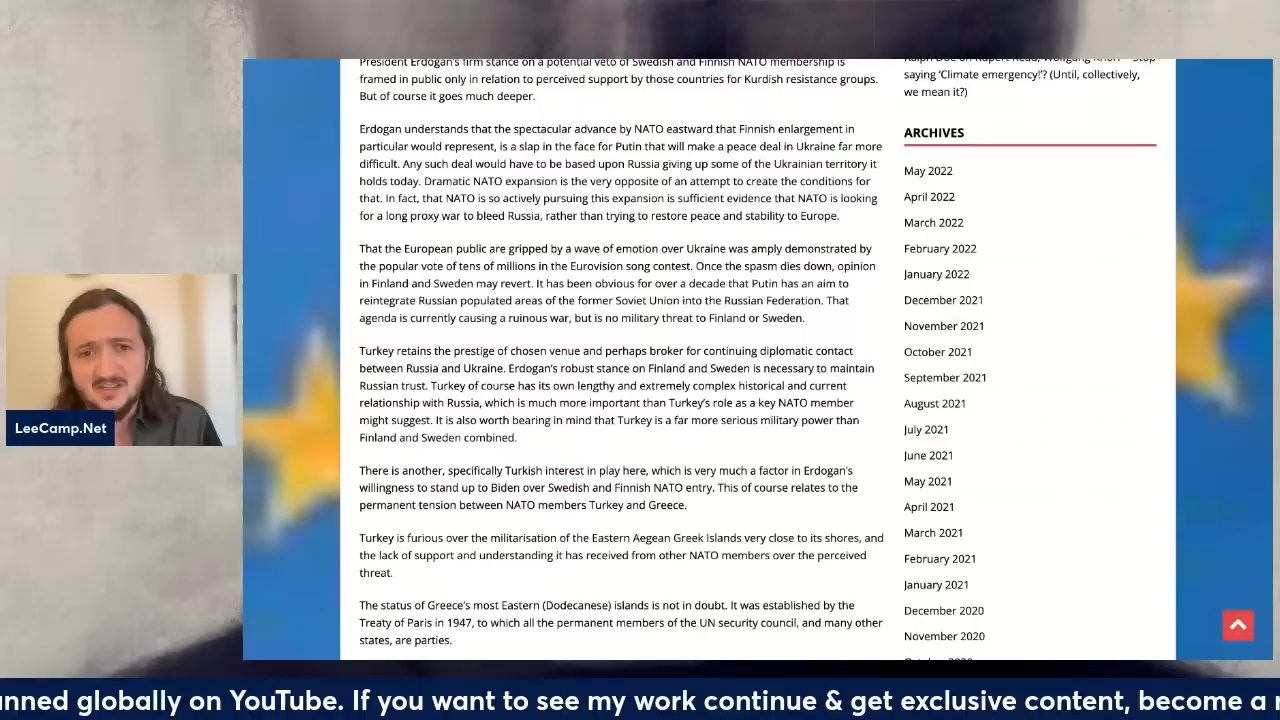 President Erdogan's firm stance on a potential veto of Swedish and Finnish NATO membership is
framed in public only in relation to perceived support by those countries for Kurdish resistance groups.
But of course it goes much deeper.
Erdogan understands that the spectacular advance by NATO eastward that Finnish enlargement in
particular would represent, is a slap in the face for Putin that will make a peace deal in Ukraine far more
difficult. Any such deal would have to be based upon Russia giving up some of the Ukrainian territory it
holds today. Dramatic NATO expansion is the very opposite of an attempt to create the conditions for
that. In fact, that NATO is so actively pursuing this expansion is sufficient evidence that NATO is looking
for a long proxy war to bleed Russia, rather than trying to restore peace and stability to Europe.
That the European public are gripped by a wave of emotion over Ukraine was amply demonstrated by
the popular vote of tens of millions in the Eurovision song contest. Once the spasm dies down, opinion
in Finland and Sweden may revert. It has been obvious for over a decade that Putin has an aim to
reintegrate Russian populated areas of the former Soviet Union into the Russian Federation. That
agenda is currently causing a ruinous war, but is no military threat to Finland or Sweden.
Turkey retains the prestige of chosen venue and perhaps broker for continuing diplomatic contact
between Russia and Ukraine. Erdogan's robust stance on Finland and Sweden is necessary to maintain
Russian trust. Turkey of course has its own lengthy and extremely complex historical and current
relationship with Russia, which is much more important than Turkey's role as a key NATO member
might suggest. It is also worth bearing in mind that Turkey is a far more serious military power than
Finland and Sweden combined.
There is another, specifically Turkish interest in play here, which is very much a factor in Erdogan's
willingness to stand up to Biden over Swedish and Finnish NATO entry. This of course relates to the
permanent tension between NATO members Turkey and Greece.
Turkey is furious over the militarisation of the Eastern Aegean Greek Islands very close to its shores, and
the lack of support and understanding it has received from other NATO members over the perceived
threat.
The status of Greece's most Eastern (Dodecanese) islands is not in doubt. It was established by the
Treaty of Paris in 1947, to which all the permanent members of the UN security council, and many other
states, are parties.
saying 'Climate emergency!'? (Until, collectively,
we mean it?)
ARCHIVES
May 2022
April 2022
March 2022
February 2022
January 2022
December 2021
November 2021
October 2021
September 2021
August 2021
July 2021
June 2021
May 2021
April 2021
March 2021
February 2021
January 2021
December 2020
November 2020
LeeCamp.Net
nned globally on YouTube. If you want to see my work continue & get exclusive content, become a